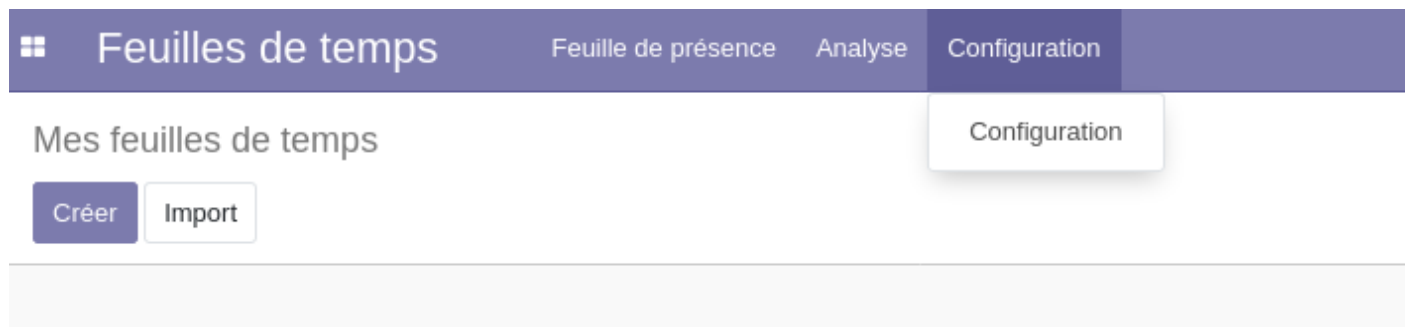 Feuilles de temps Feuille de présence Analyse Configuration
Configuration
Mes feuilles de temps
Créer Import